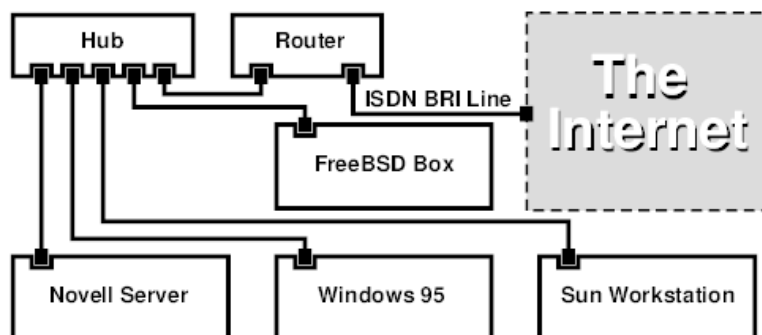 Hub
Router
The
Internet
ISDN BRI Line
FreeBSD Box
Novell Server
Windows 95
Sun Workstation